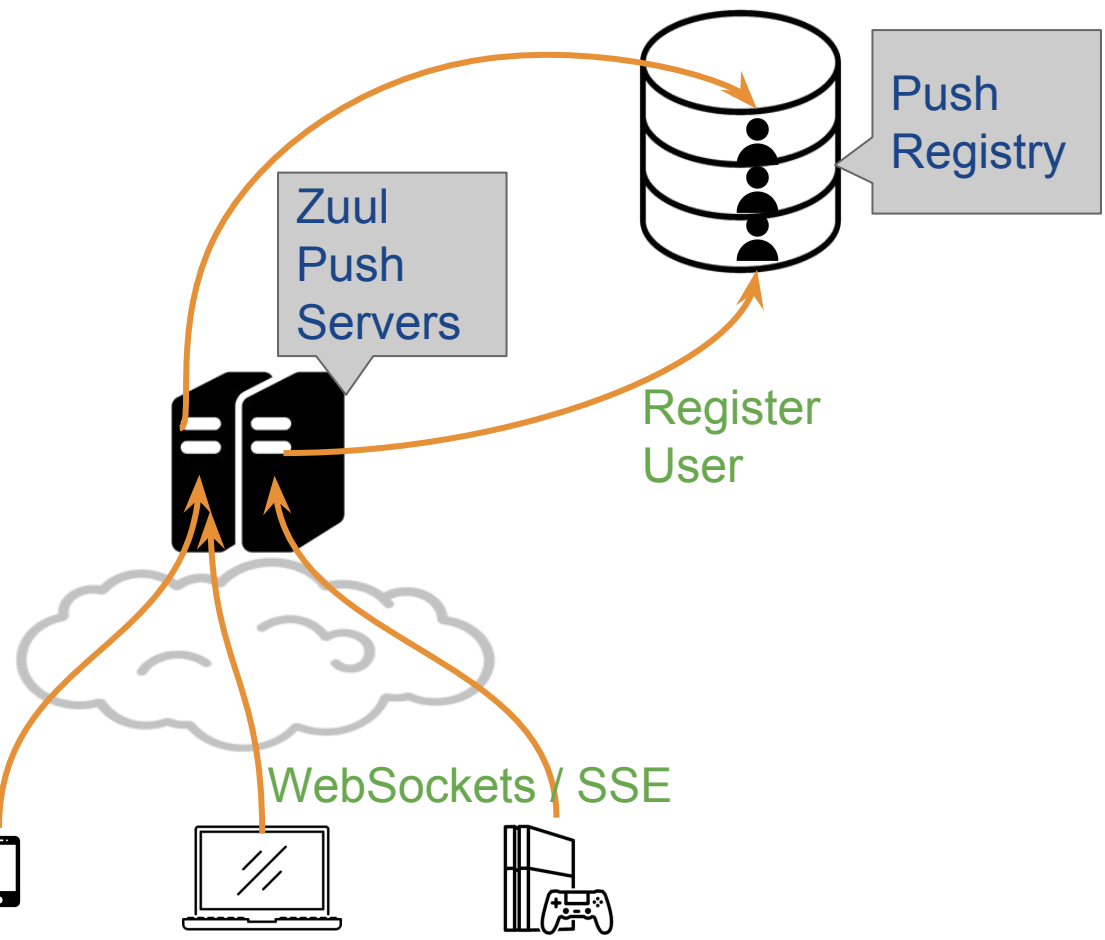 Push
Registry
Zuul
Push
Servers
Register
User
WebSockets / SSE